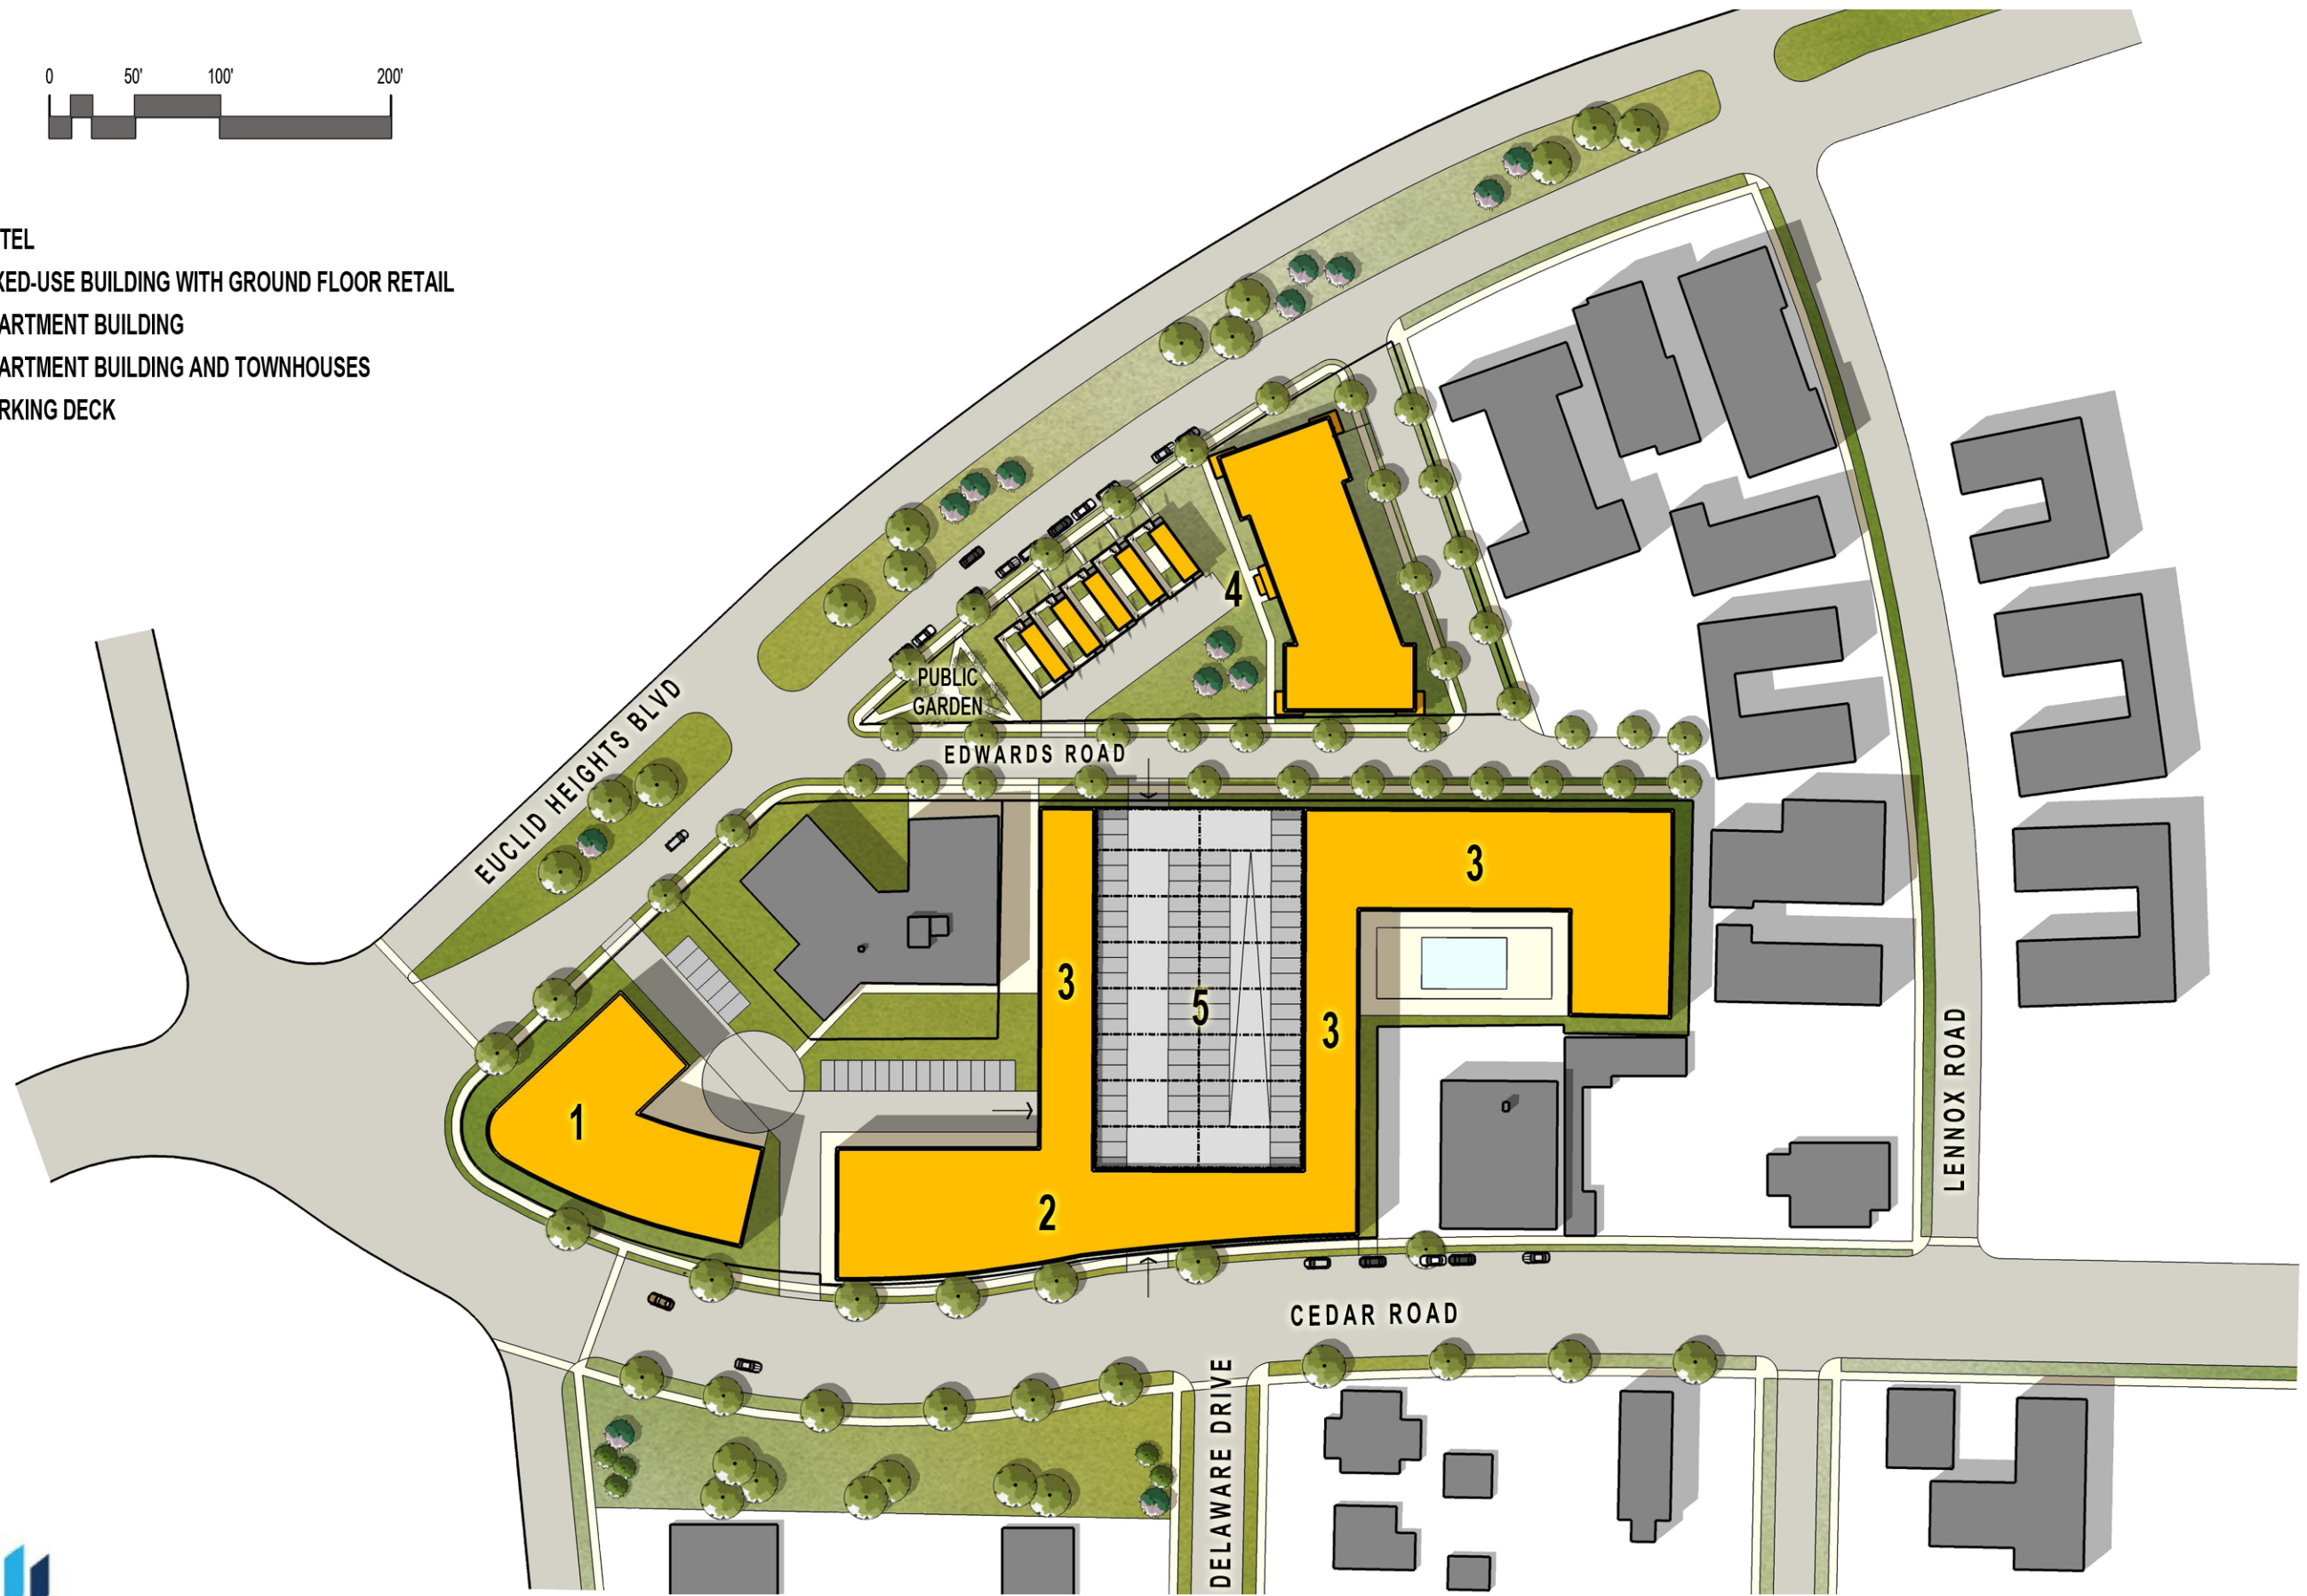 0 50' 100' 200'
TEL
XED-USE BUILDING WITH GROUND FLOOR RETAIL
ARTMENT BUILDING
ARTMENT BUILDING AND TOWNHOUSES
RKING DECK
4
PUBLIC
GARDEN
EDWARDS ROAD
EUCLID HEIGHTS BLVD
3
3
5
3
1
2
LENNOX ROAD
CEDAR ROAD
DELAWARE DRIVE